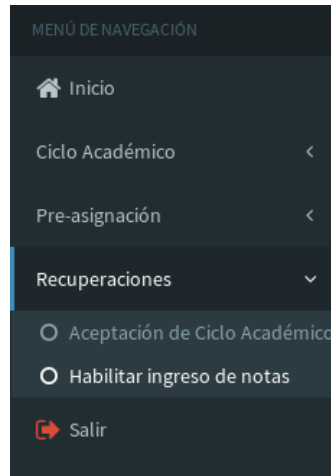 MENÚ DE NAVEGACIÓN
Inicio
Ciclo Académico
Pre-asignación
Recuperaciones
Aceptación de Ciclo Académico
Habilitar ingreso de notas
Salir